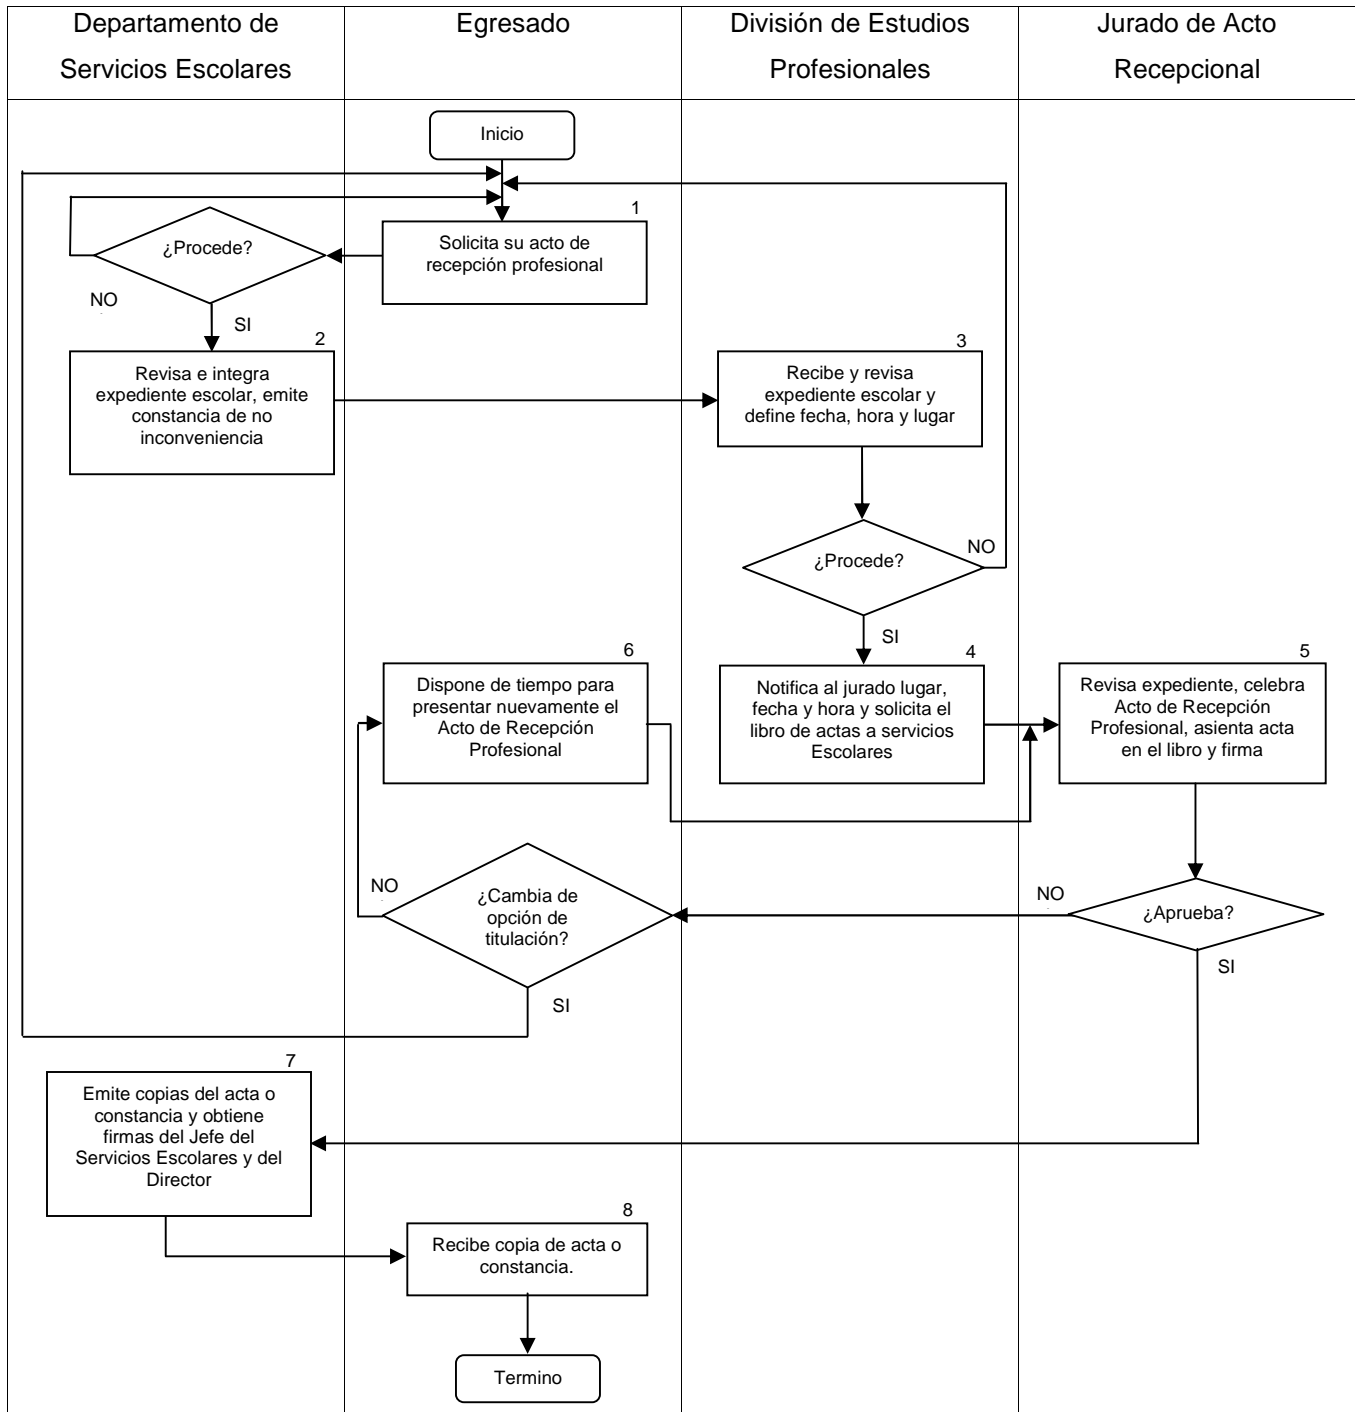 Departamento de
Servicios Escolares
Egresado
División de Estudios
Profesionales
Jurado de Acto
Recepcional
Inicio
1
Solicita su acto de
recepción profesional
¿Procede?
NO
SI
2
Revisa e integra
expediente escolar, emite
constancia de no
inconveniencia
3
Recibe y revisa
expediente escolar y
define fecha, hora y lugar
¿Procede?
NO
SI
4
Notifica al jurado lugar,
fecha y hora y solicita el
libro de actas a servicios
Escolares
5
Revisa expediente, celebra
Acto de Recepción
Profesional, asienta acta
en el libro y firma
6
Dispone de tiempo para
presentar nuevamente el
Acto de Recepción
Profesional
¿Aprueba?
NO
SI
¿Cambia de
opción de
titulación?
NO
SI
7
Emite copias del acta o
constancia y obtiene
firmas del Jefe del
Servicios Escolares y del
Director
8
Recibe copia de acta o
constancia.
Termino